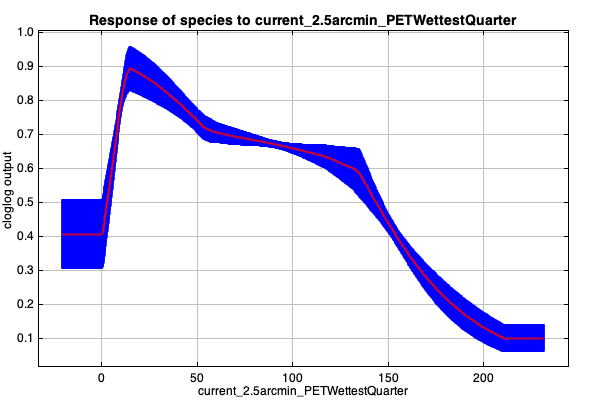 Response of species to current_2.5arcmin_PETWettestQuarter
cloglog output
1.0
0.9
0.8
0.7
0.6
0.5
0.4
0.3
0.2
0.1
0 50 100 150 200
current_2.5arcmin_PETWettestQuarter